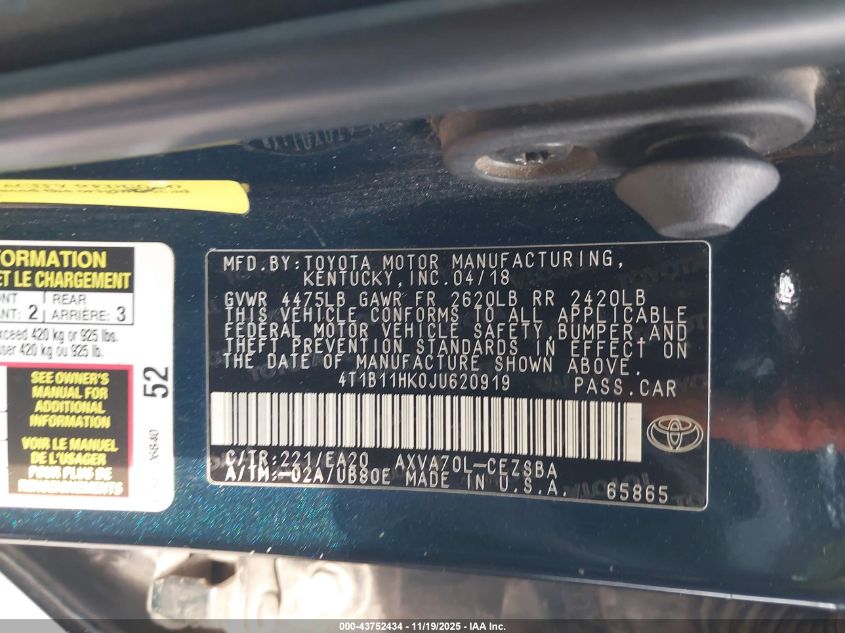 FORMATION
ET LE CHARGEMENT
REAR
2 ARRIÈRE: 3
exceed 420 kg or 925 lbs.
420 kg ou 925 lb.
SEE OWNER'S
MANUAL FOR
ADDITIONAL
INFORMATION
VOIR LE MANUEL
DE L'USAGER
POUR PLUS DE
52
MFD.BY:TOYOTA MOTOR MANUFACTURING,
KENTUCKY,INC.04/18
GVWR 4475LB GAWR FR 2620LB RR 2420LB
THIS VEHICLE CONFORMS TO ALL APPLICABLE
FEDERAL MOTOR VEHICLE SAFETY, BUMPER,AND
THEFT PREVENTION STANDARDS IN EFFECT ON
THE DATE OF MANUFACTURE SHOWN ABOVE.
4T1B11HK0JU620919 PASS.CAR
C/TR:221/EA20 AXVA70L-CEZSBA
A/TM:-02A/UB80E MADE IN U.S.A. 65865
000-43752434 - 11/19/2025 - IAA Inc.